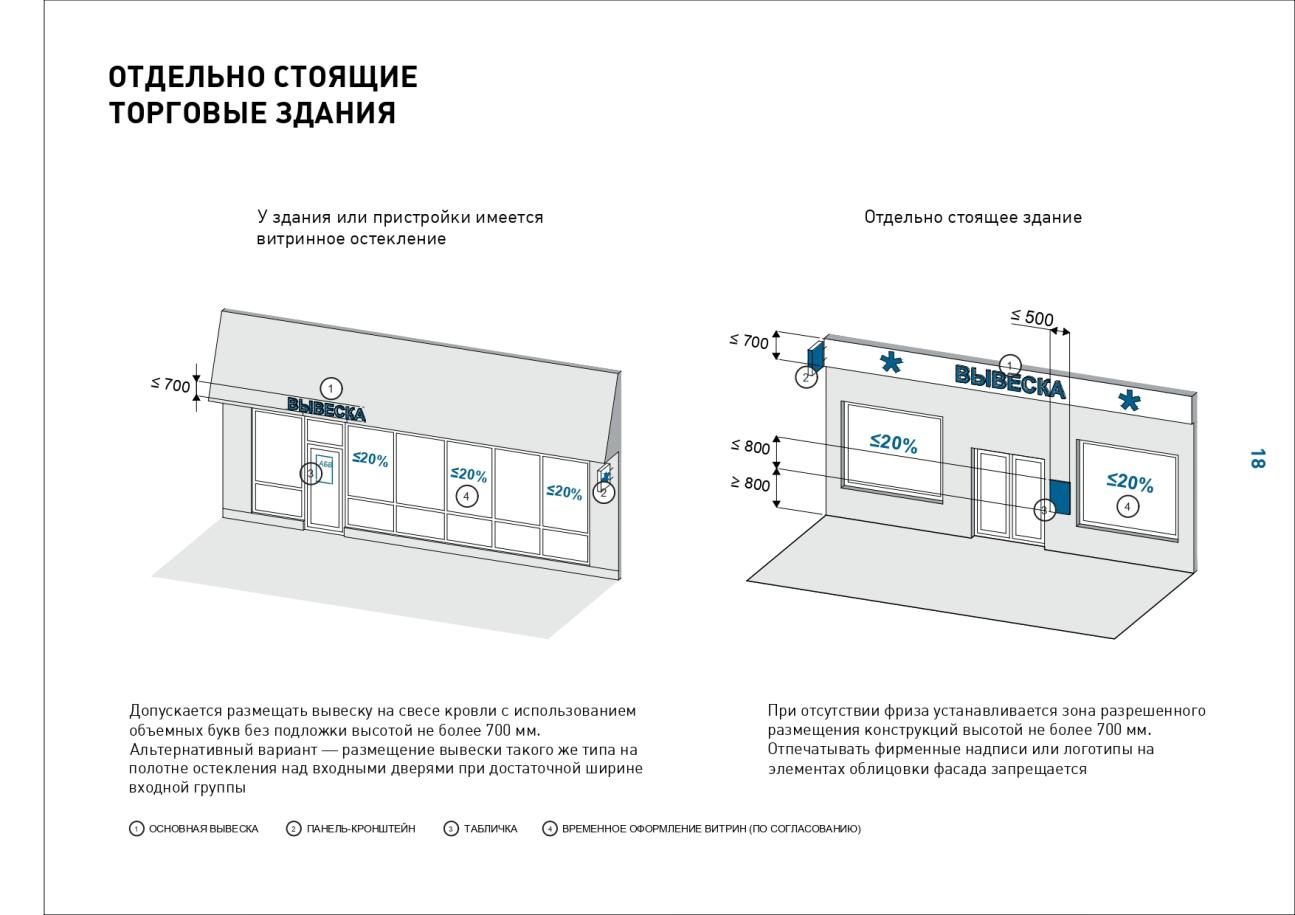 ОТДЕЛЬНО СТОЯЩИЕ
ТОРГОВЫЕ ЗДАНИЯ
У здания или пристройки имеется
витринное остекление
≤ 700
1
ВЫВЕСКА
3
АБВ
≤20%
≤20%
4
≤20%
2
Отдельно стоящее здание
≤ 500
≤ 700
2
1
ВЫВЕСКА
≤ 800
≥ 800
≤20%
3
≤20%
4
18
Допускается размещать вывеску на свесе кровли с использованием
объемных букв без подложки высотой не более 700 мм.
Альтернативный вариант — размещение вывески такого же типа на
полотне остекления над входными дверями при достаточной ширине
входной группы
При отсутствии фриза устанавливается зона разрешенного
размещения конструкций высотой не более 700 мм.
Отпечатывать фирменные надписи или логотипы на
элементах облицовки фасада запрещается
1 ОСНОВНАЯ ВЫВЕСКА 2 ПАНЕЛЬ-КРОНШТЕЙН 3 ТАБЛИЧКА 4 ВРЕМЕННОЕ ОФОРМЛЕНИЕ ВИТРИН (ПО СОГЛАСОВАНИЮ)